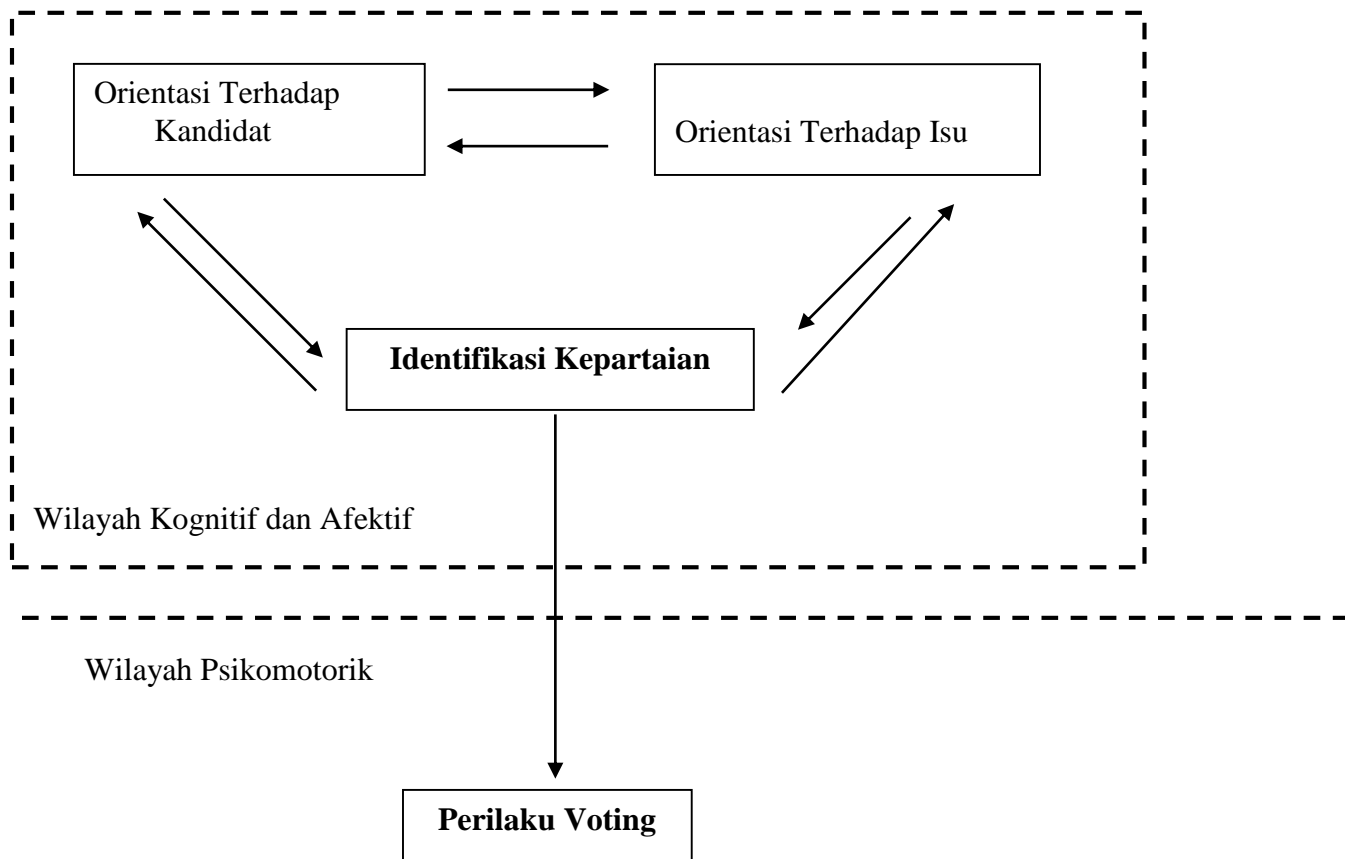 Orientasi Terhadap
Kandidat
Orientasi Terhadap Isu
Identifikasi Kepartaian
Wilayah Kognitif dan Afektif
Wilayah Psikomotorik
Perilaku Voting